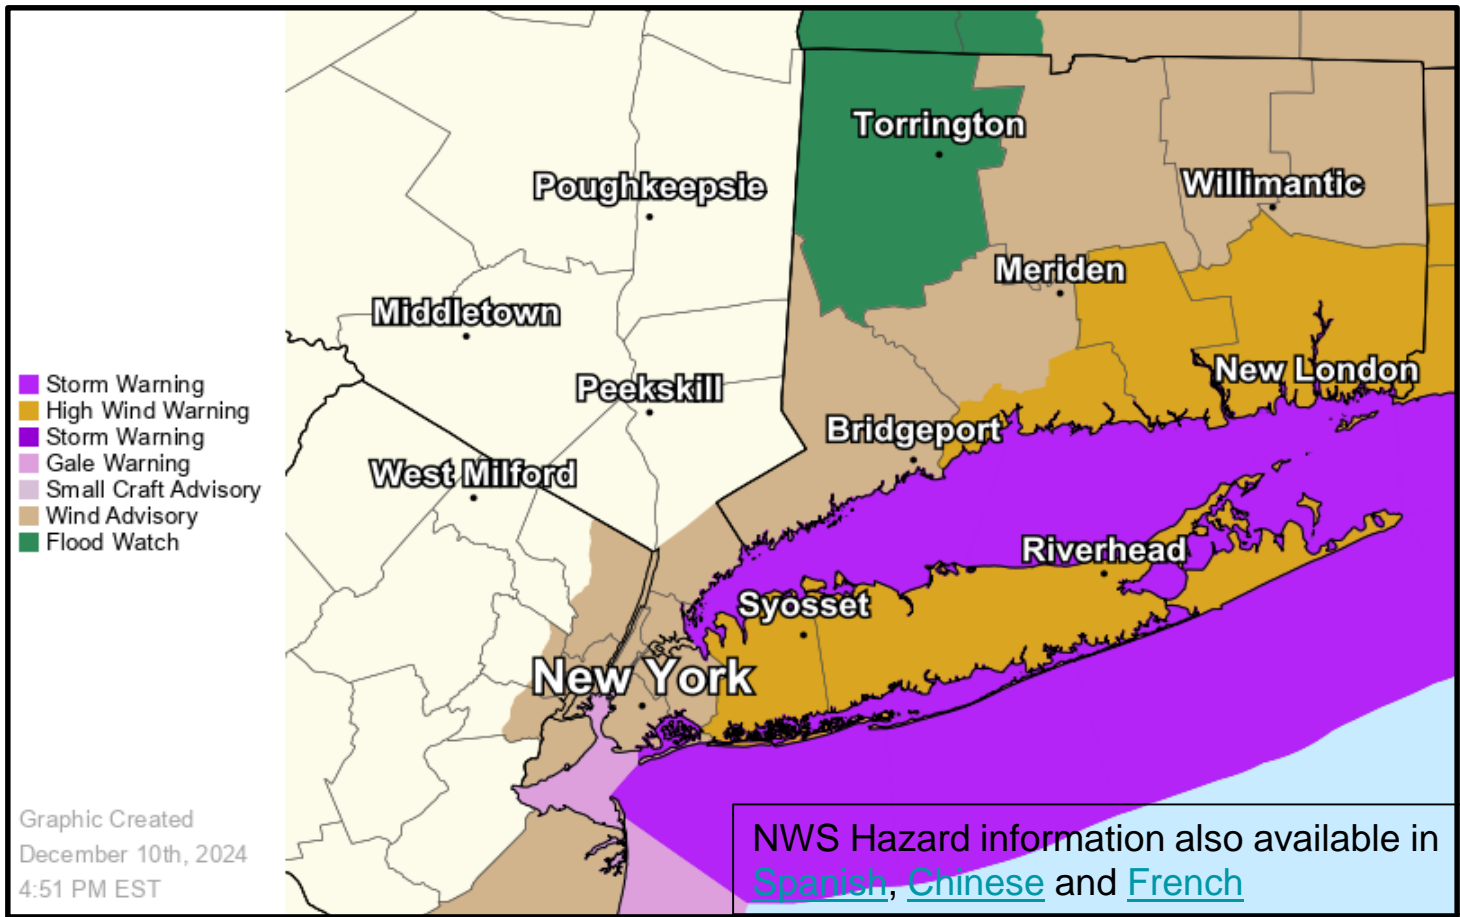 Torrington
Poughkeepsie
Willimantic
Meriden
Middletown
New London
Peekskill
Bridgeport
West Milford
Riverhead
Syosset
New York
Storm Warning
High Wind Warning
Storm Warning
Gale Warning
Small Craft Advisory
Wind Advisory
Flood Watch
Graphic Created
December 10th, 2024
4:51 PM EST
NWS Hazard information also available in
Spanish, Chinese and French